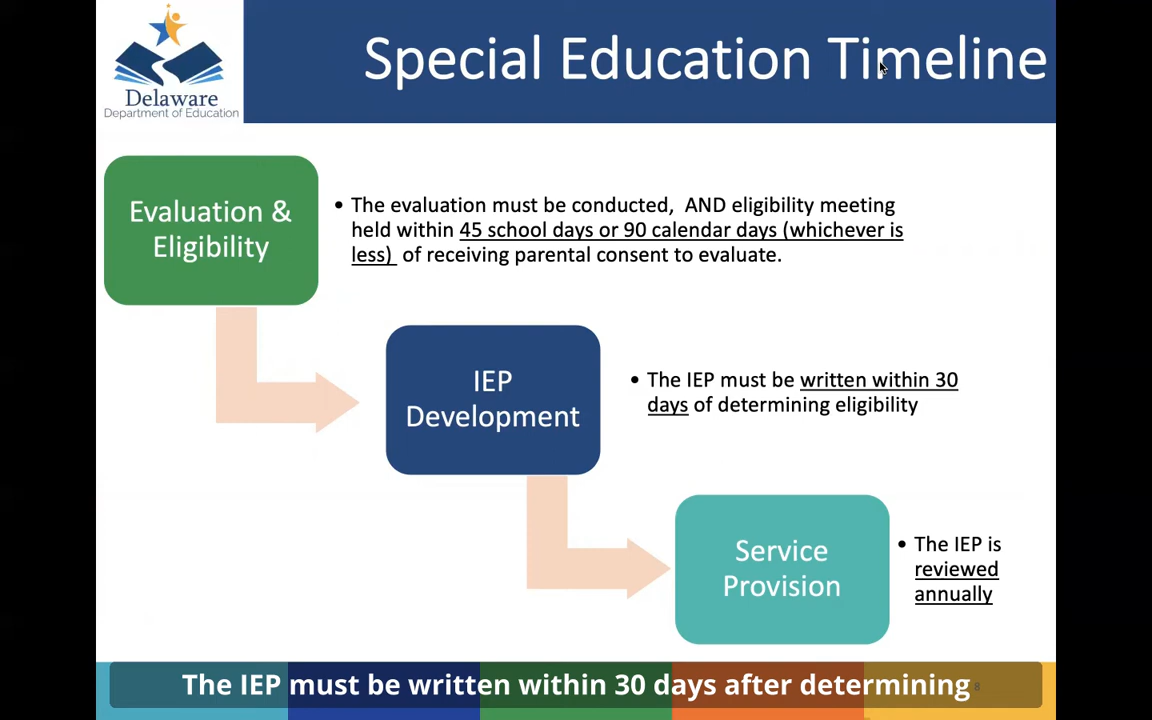 Delaware
Department of Education
Special Education Timeline
Evaluation &
Eligibility
• The evaluation must be conducted, AND eligibility meeting
held within 45 school days or 90 calendar days (whichever is
less) of receiving parental consent to evaluate.
IEP
Development
• The IEP must be written within 30
days of determining eligibility
Service
Provision
• The IEP is
reviewed
annually
The IEP must be written within 30 days after determining
8